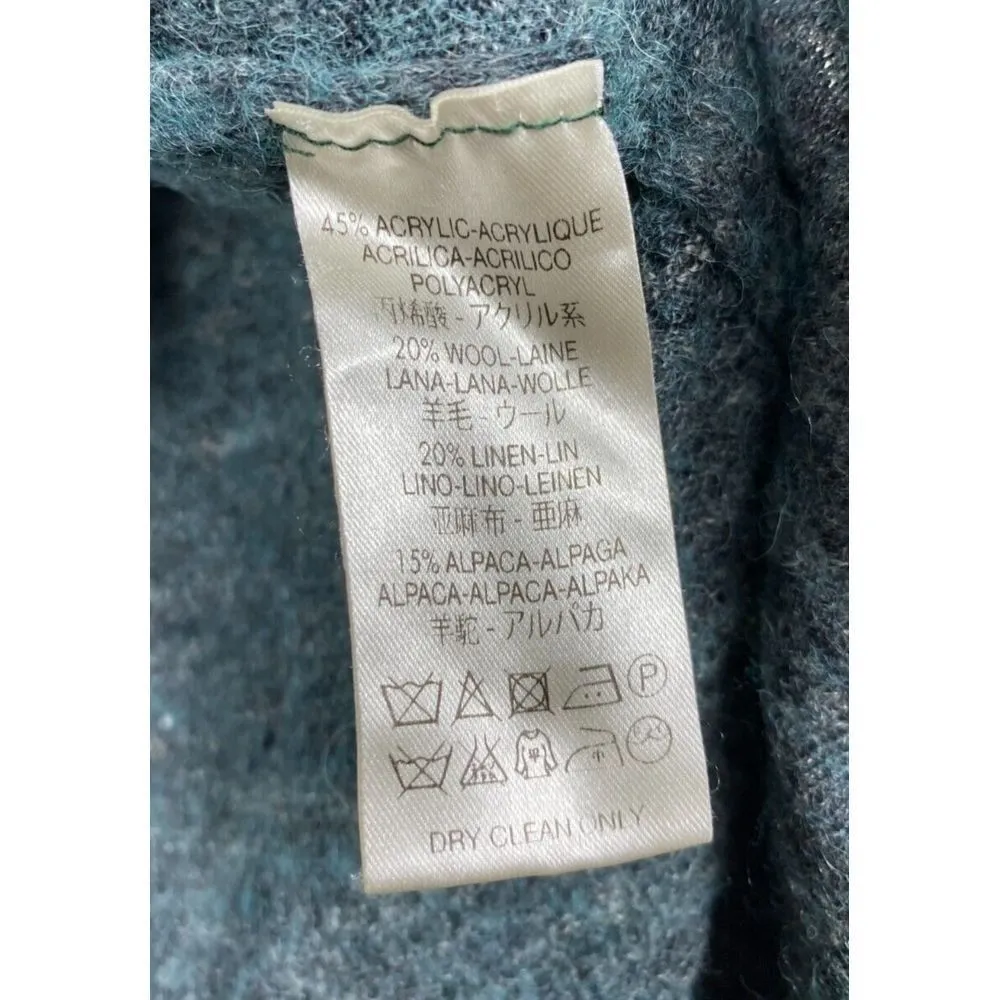 45% ACRYLIC-ACRYLIQUE
ACRILICA-ACRILICO
POLYACRYL
丙烯酸 - アクリル系
20% WOOL-LAINE
LANA-LANA-WOLLE
羊毛 - ウール
20% LINEN-LIN
LINO-LINO-LEINEN
亚麻布 - 亜麻
15% ALPACA-ALPAGA
ALPACA-ALPACA-ALPAKA
羊駝 - アルパカ
P
平
中
DRY CLEAN ONLY